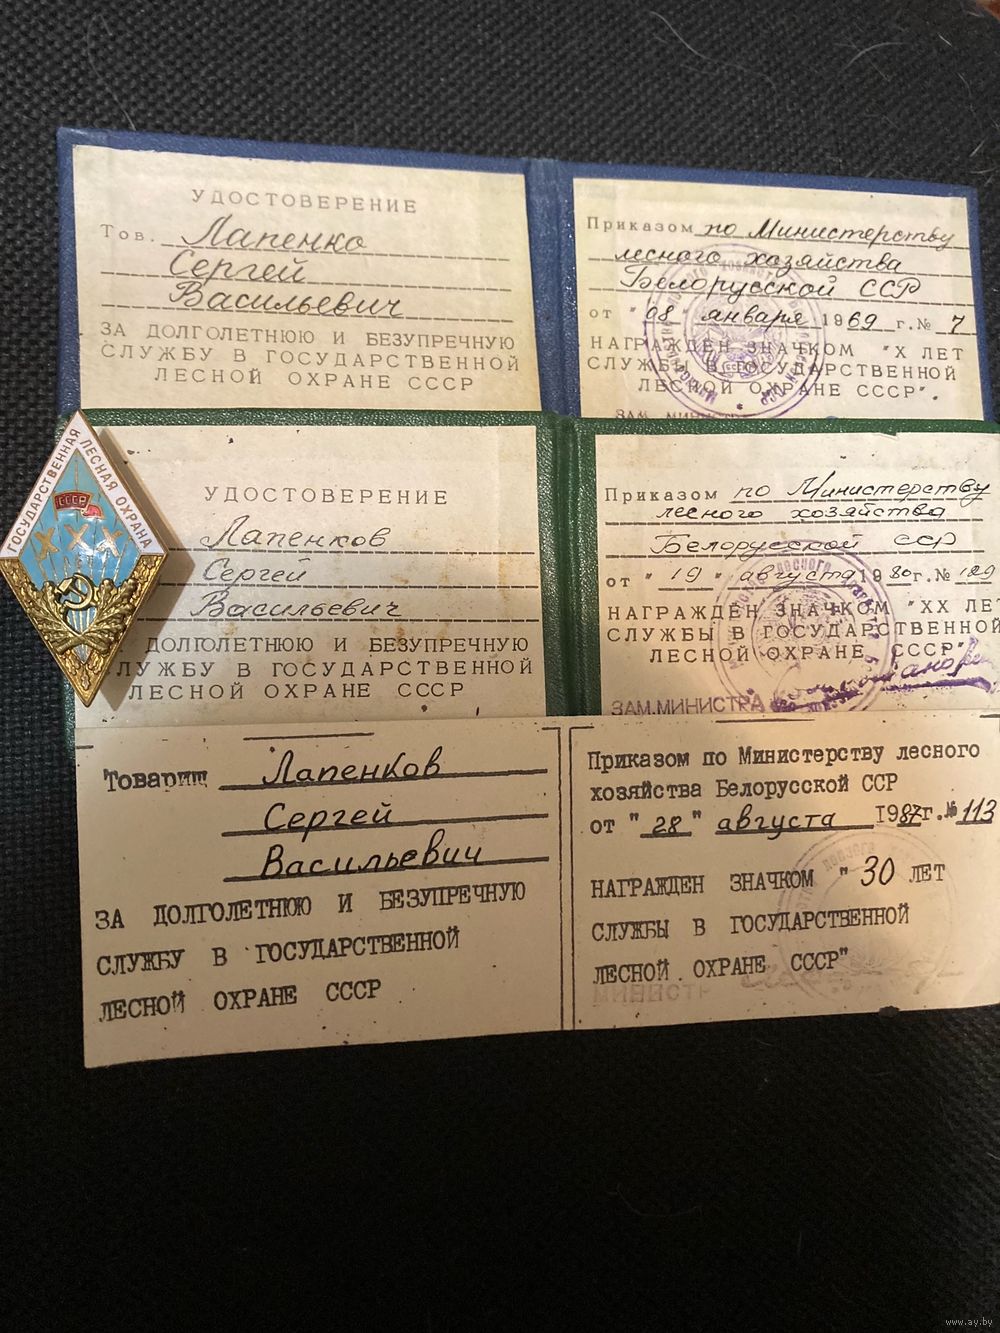 УДОСТОВЕРЕНИЕ
Тов. Лапенко
Сергей
Васильевич
ЗА ДОЛГОЛЕТНЮЮ И БЕЗУПРЕЧНУЮ
СЛУЖБУ В ГОСУДАРСТВЕННОЙ
ЛЕСНОЙ ОХРАНЕ СССР
Приказом по Министерству
лесного хозяйства
Белорусской ССР
от "08" января 1969 г. № 7
НАГРАЖДЕН ЗНАЧКОМ "X ЛЕТ
СЛУЖБЫ В ГОСУДАРСТВЕННОЙ
ЛЕСНОЙ ОХРАНЕ СССР".
ЗАМ. МИНИСТР
ГОСУДАРСТВЕННАЯ ЛЕСНАЯ ОХРАНА
СССР
XXX
ЛЕТ
УДОСТОВЕРЕНИЕ
Лапенков
Сергей
Васильевич
ДОЛГОЛЕТНЮЮ И БЕЗУПРЕЧНУЮ
СЛУЖБУ В ГОСУДАРСТВЕННОЙ
ЛЕСНОЙ ОХРАНЕ СССР
Приказом по Министерству
лесного хозяйства
Белорусской ССР
от "19" августа 1980 г. № 129
НАГРАЖДЕН ЗНАЧКОМ "XX ЛЕ
СЛУЖБЫ В ГОСУДАРСТВЕННОЙ
ЛЕСНОЙ ОХРАНЕ СССР"
ЗАМ. МИНИСТРА
Товарищ Лапенков
Сергей
Васильевич
ЗА ДОЛГОЛЕТНЮЮ И БЕЗУПРЕЧНУЮ
СЛУЖБУ В ГОСУДАРСТВЕННОЙ
ЛЕСНОЙ ОХРАНЕ СССР
Приказом по Министерству лесного
хозяйства Белорусской ССР
от "28" августа 1987г. № 113
НАГРАЖДЕН ЗНАЧКОМ "30 ЛЕТ
СЛУЖБЫ В ГОСУДАРСТВЕННОЙ
ЛЕСНОЙ ОХРАНЕ СССР"
www.ay.by